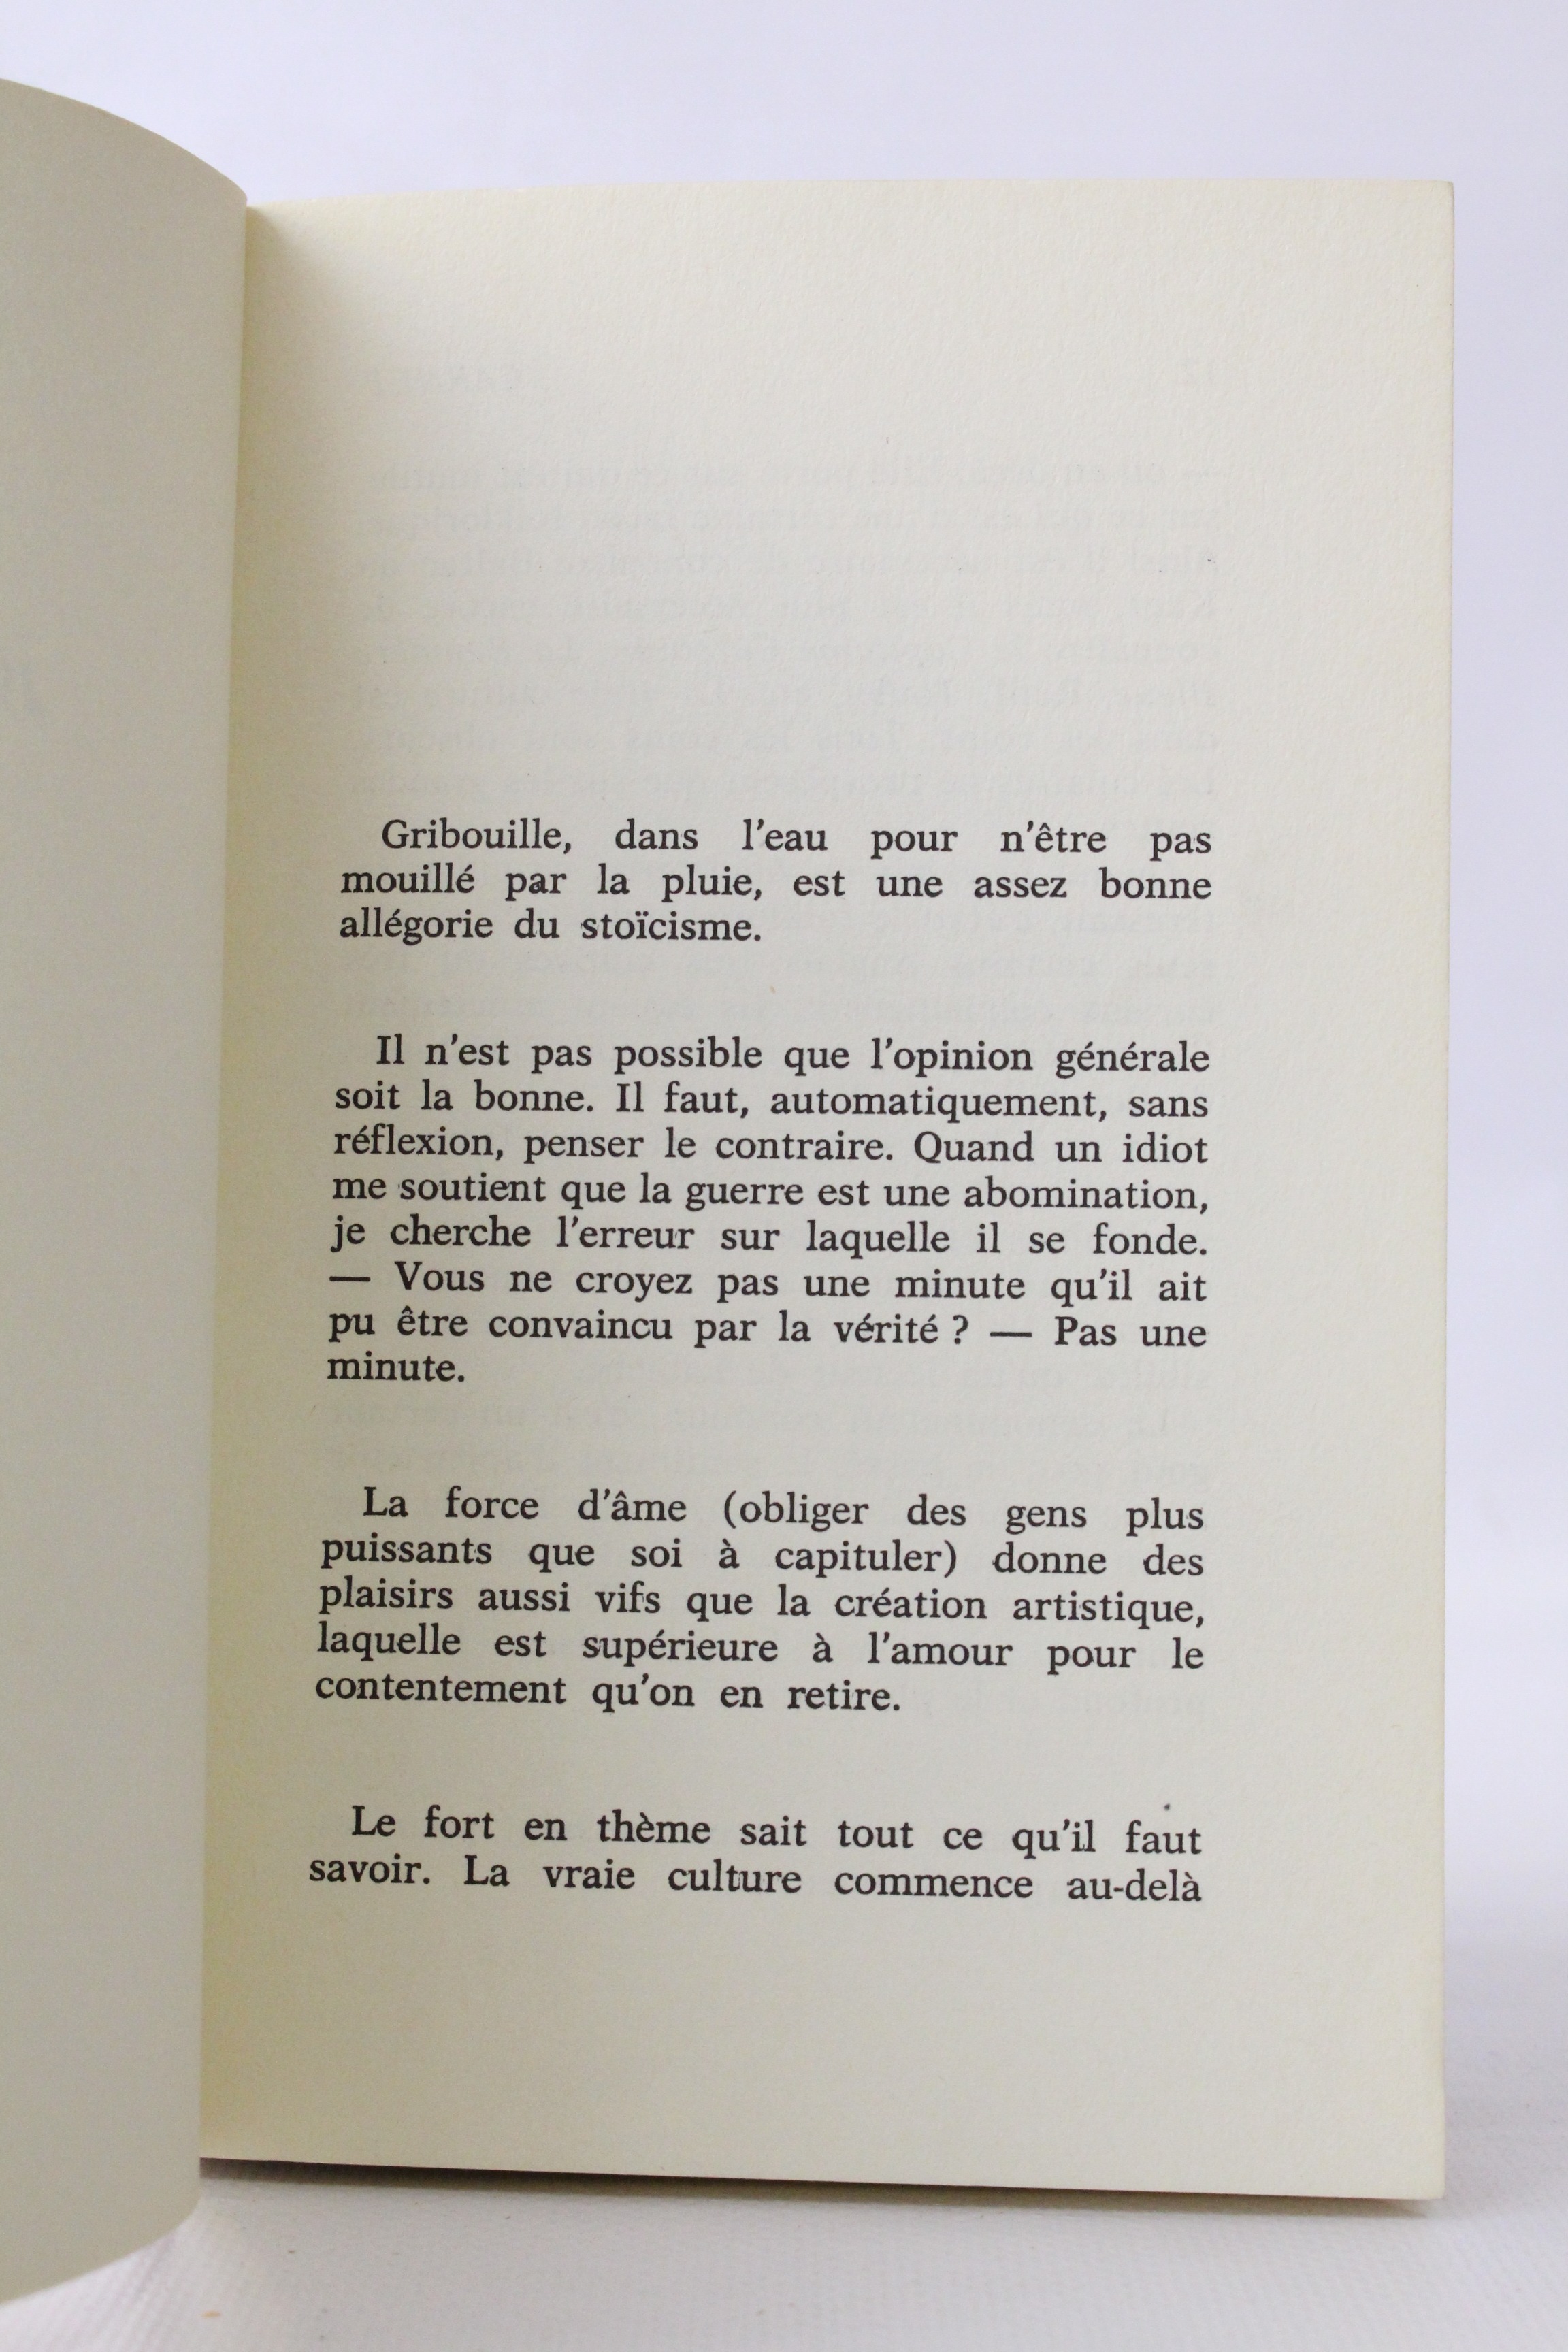 Gribouille, dans l'eau pour n'être pas
mouillé par la pluie, est une assez bonne
allégorie du stoïcisme.
Il n'est pas possible que l'opinion générale
soit la bonne. Il faut, automatiquement, sans
réflexion, penser le contraire. Quand un idiot
me soutient que la guerre est une abomination,
je cherche l'erreur sur laquelle il se fonde.
— Vous ne croyez pas une minute qu'il ait
pu être convaincu par la vérité ? — Pas une
minute.
La force d'âme (obliger des gens plus
puissants que soi à capituler) donne des
plaisirs aussi vifs que la création artistique,
laquelle est supérieure à l'amour pour le
contentement qu'on en retire.
Le fort en thème sait tout ce qu'il faut
savoir. La vraie culture commence au-delà